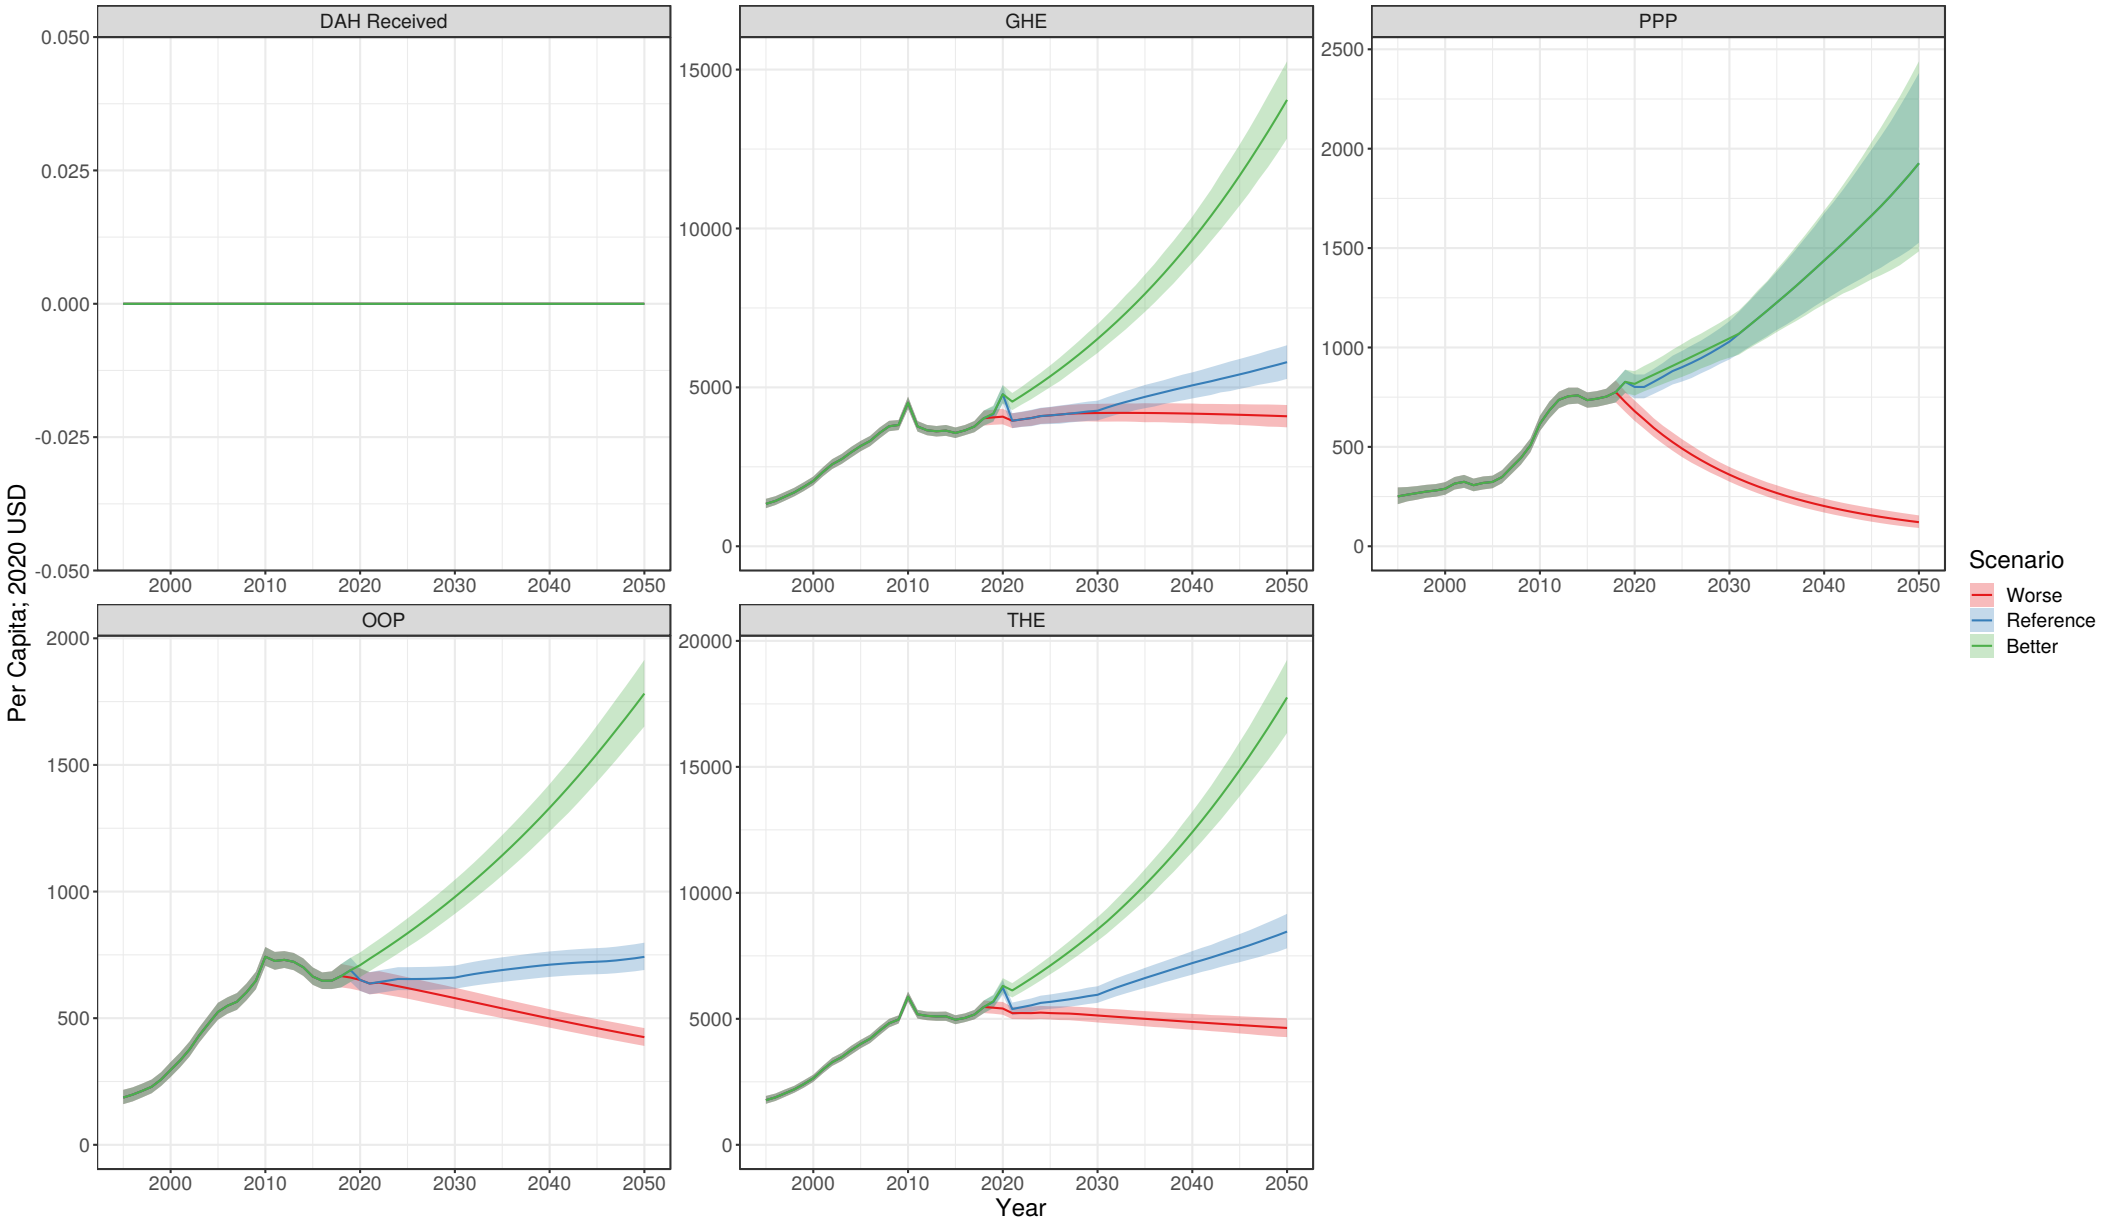 DAH Received
GHE
PPP
0.050
0.025
0.000
-0.025
-0.050
15000
10000
5000
0
2500
2000
1500
1000
500
0
2000 2010 2020 2030 2040 2050
2000 2010 2020 2030 2040 2050
2000 2010 2020 2030 2040 2050
Per Capita; 2020 USD
OOP
THE
2000
1500
1000
500
0
20000
15000
10000
5000
0
2000 2010 2020 2030 2040 2050
2000 2010 2020 2030 2040 2050
Year
Scenario
Worse
Reference
Better